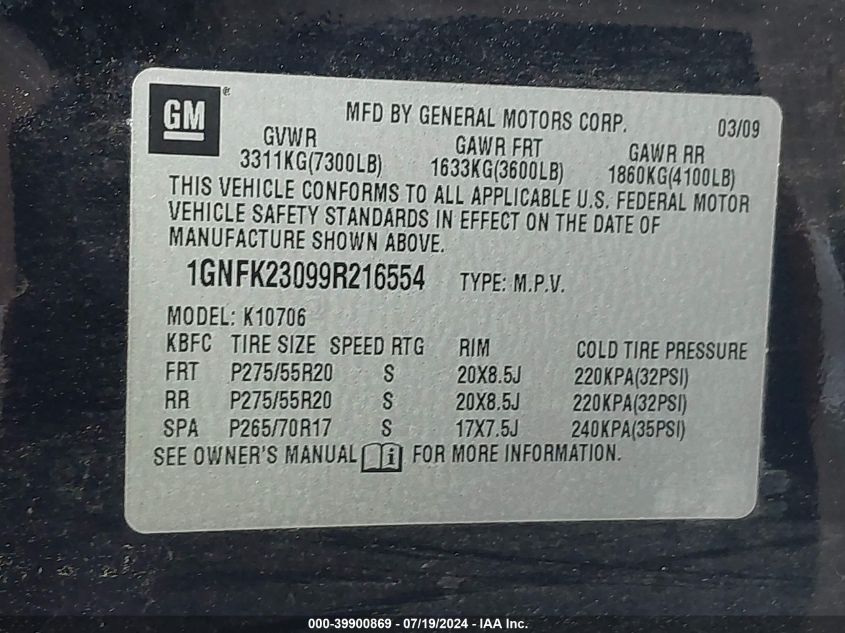 GM®
MFD BY GENERAL MOTORS CORP. 03/09
GVWR GAWR FRT GAWR RR
3311KG(7300LB) 1633KG(3600LB) 1860KG(4100LB)
THIS VEHICLE CONFORMS TO ALL APPLICABLE U.S. FEDERAL MOTOR
VEHICLE SAFETY STANDARDS IN EFFECT ON THE DATE OF
MANUFACTURE SHOWN ABOVE.
1GNFK23099R216554 TYPE: M.P.V.
MODEL: K10706
KBFC TIRE SIZE SPEED RTG RIM COLD TIRE PRESSURE
FRT P275/55R20 S 20X8.5J 220KPA(32PSI)
RR P275/55R20 S 20X8.5J 220KPA(32PSI)
SPA P265/70R17 S 17X7.5J 240KPA(35PSI)
SEE OWNER'S MANUAL i FOR MORE INFORMATION.
000-39900869 / 07/19/2024 - IAA Inc.